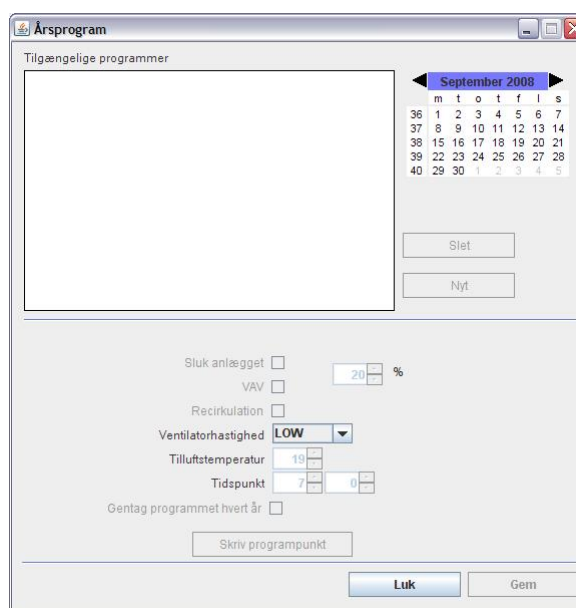 Årsprogram
Tilgængelige programmer
September 2008
m t o t f l s
36 1 2 3 4 5 6 7
37 8 9 10 11 12 13 14
38 15 16 17 18 19 20 21
39 22 23 24 25 26 27 28
40 29 30 1 2 3 4 5
Slet
Nyt
Sluk anlægget 20 %
VAV
Recirkulation
Ventilatorhastighed LOW
Tilluftstemperatur 19
Tidspunkt 7 0
Gentag programmet hvert år
Skriv programpunkt
Luk Gem